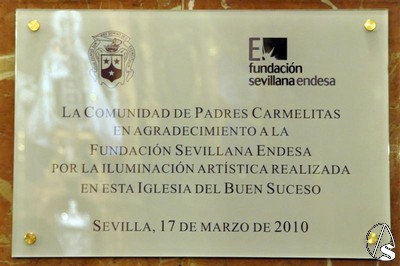 fundación
sevillana endesa
LA COMUNIDAD DE PADRES CARMELITAS
EN AGRADECIMIENTO A LA
FUNDACIÓN SEVILLANA ENDESA
POR LA ILUMINACIÓN ARTÍSTICA REALIZADA
EN ESTA IGLESIA DEL BUEN SUCESO
SEVILLA, 17 DE MARZO DE 2010